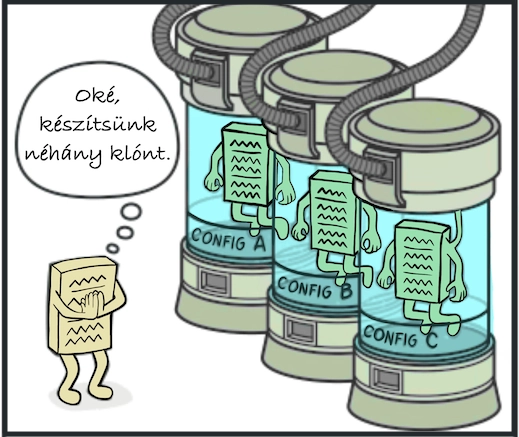 Oké,
készítsünk
néhány klónt.
CONFIG A
CONFIG B
CONFIG C